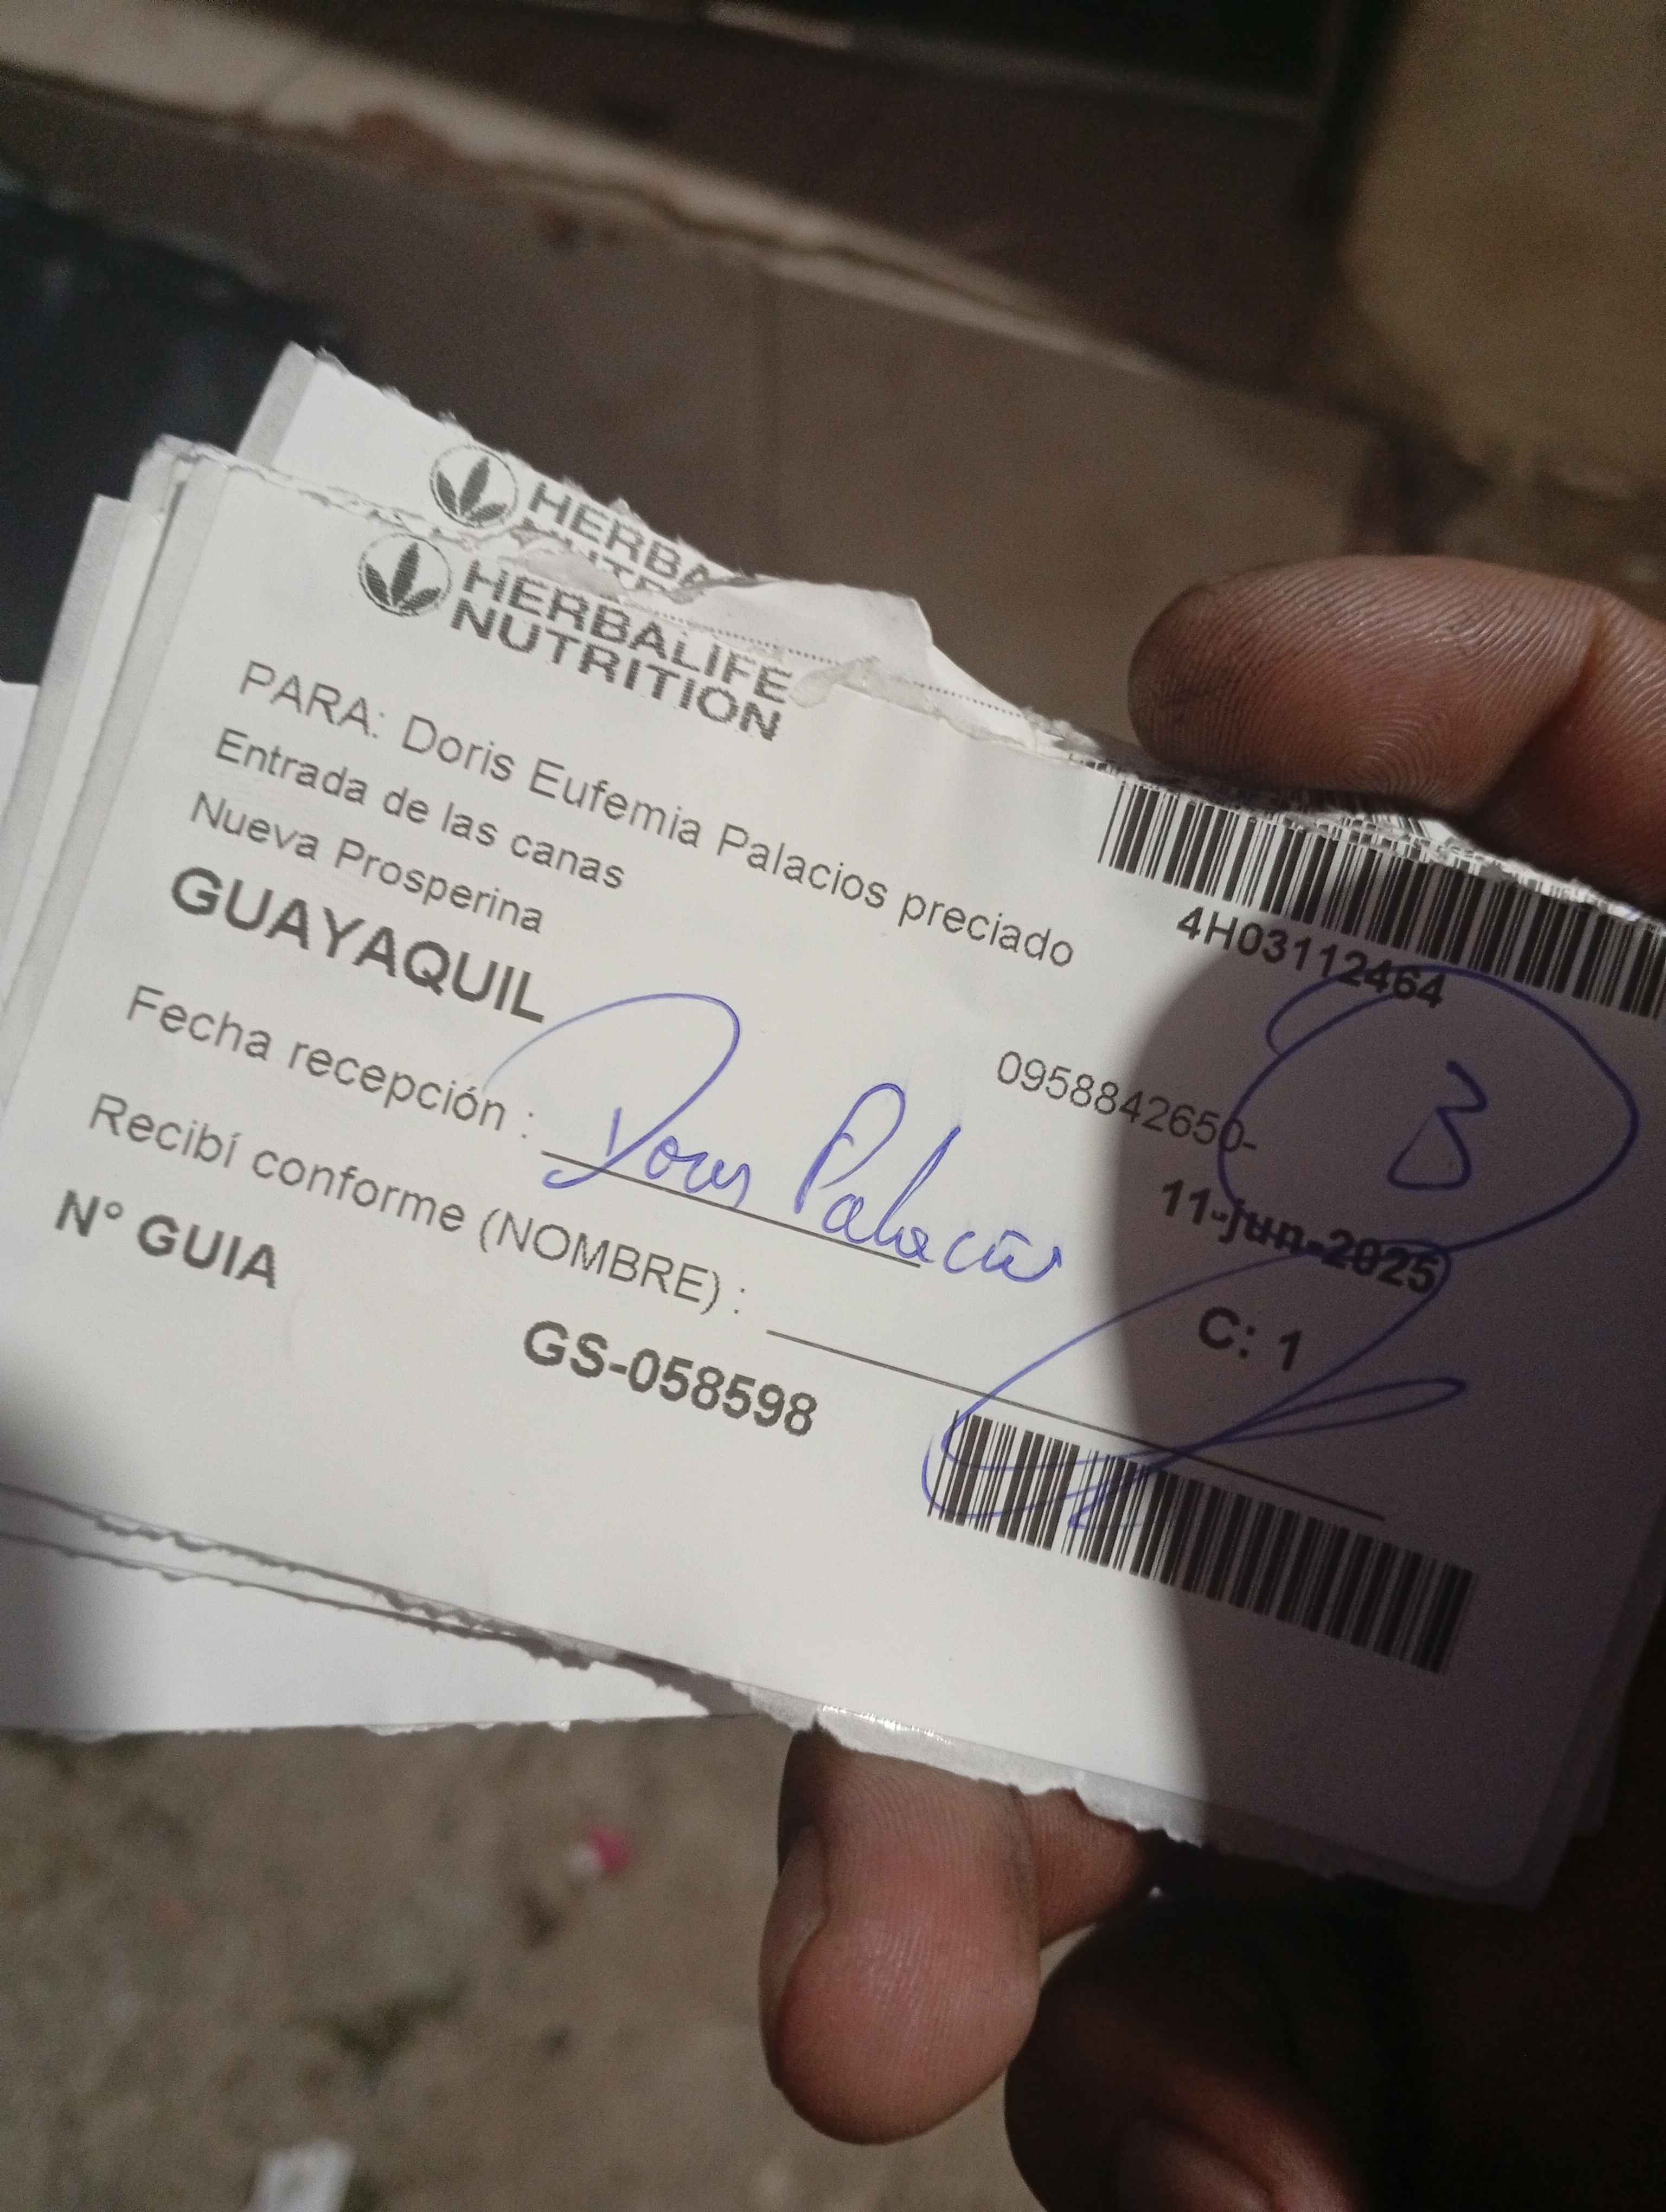 HERBA
HERBALIFE
NUTRITION
PARA: Doris Eufemia Palacios preciado
Entrada de las canas
Nueva Prosperina
GUAYAQUIL
4H03112464
0958842650-
B
Fecha recepción :
Doris Palacios
11-jun-2025
Recibí conforme (NOMBRE) :
C: 1
N° GUIA
GS-058598